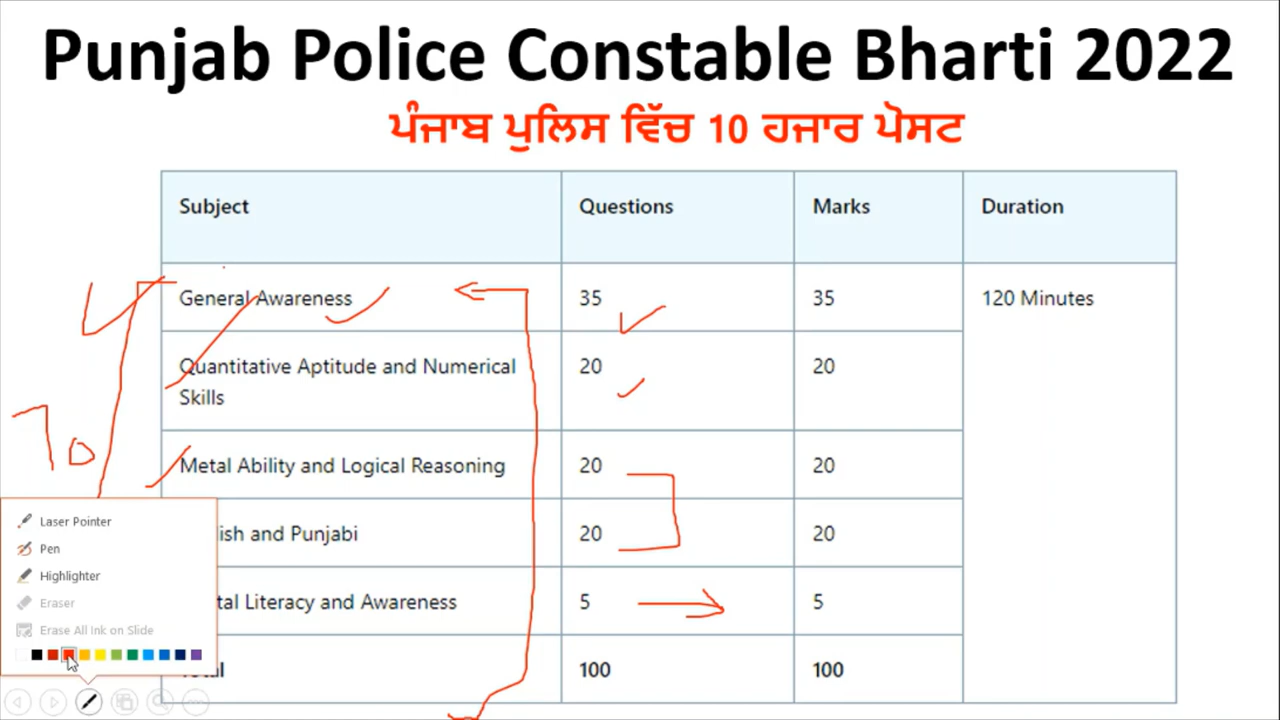 Punjab Police Constable Bharti 2022
ਪੰਜਾਬ ਪੁਲਿਸ ਵਿੱਚ 10 ਹਜਾਰ ਪੋਸਟ
Subject Questions Marks Duration
General Awareness 35 35 120 Minutes
Quantitative Aptitude and Numerical
Skills 20 20
70
Metal Ability and Logical Reasoning 20 20
Laser Pointer
ish and Punjabi 20 20
Pen
Highlighter
tal Literacy and Awareness 5 5
Eraser
Erase All Ink on Slide
100 100